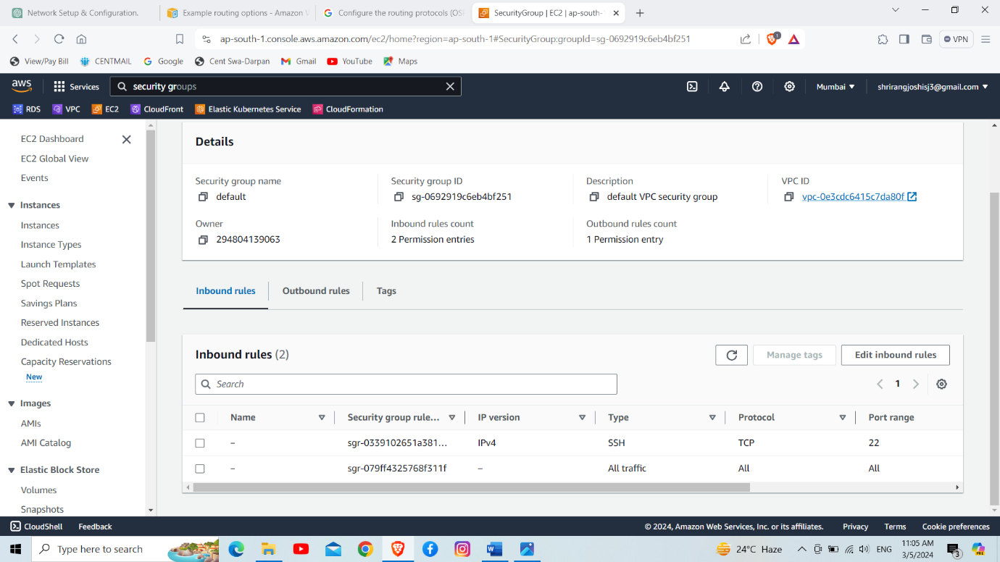 Network Setup & Configuration.
Example routing options - Amazon V
Configure the routing protocols (OS
SecurityGroup | EC2 | ap-south-
ap-south-1.console.aws.amazon.com/ec2/home?region=ap-south-1#SecurityGroup:groupId=sg-0692919c6eb4bf251
1
VPN
View/Pay Bill CENTMAIL Google Cent Swa-Darpan Gmail YouTube Maps
aws Services security groups Mumbai shrirangjoshisj3@gmail.com
RDS VPC EC2 CloudFront Elastic Kubernetes Service CloudFormation
EC2 Dashboard
EC2 Global View
Events
Instances
Instances
Instance Types
Launch Templates
Spot Requests
Savings Plans
Reserved Instances
Dedicated Hosts
Capacity Reservations
New
Images
AMIs
AMI Catalog
Elastic Block Store
Volumes
Snapshots
Details
Security group name
default
Security group ID
sg-0692919c6eb4bf251
Description
default VPC security group
VPC ID
vpc-0e3cdc6415c7da80f
Owner
294804139063
Inbound rules count
2 Permission entries
Outbound rules count
1 Permission entry
Inbound rules Outbound rules Tags
Inbound rules (2)
Manage tags Edit inbound rules
Search
1
Name Security group rule... IP version Type Protocol Port range
– sgr-0339102651a381... IPv4 SSH TCP 22
– sgr-079ff4325768f311f – All traffic All All
CloudShell Feedback © 2024, Amazon Web Services, Inc. or its affiliates. Privacy Terms Cookie preferences
Type here to search
24°C Haze
ENG
11:05 AM
3/5/2024
3
PRE